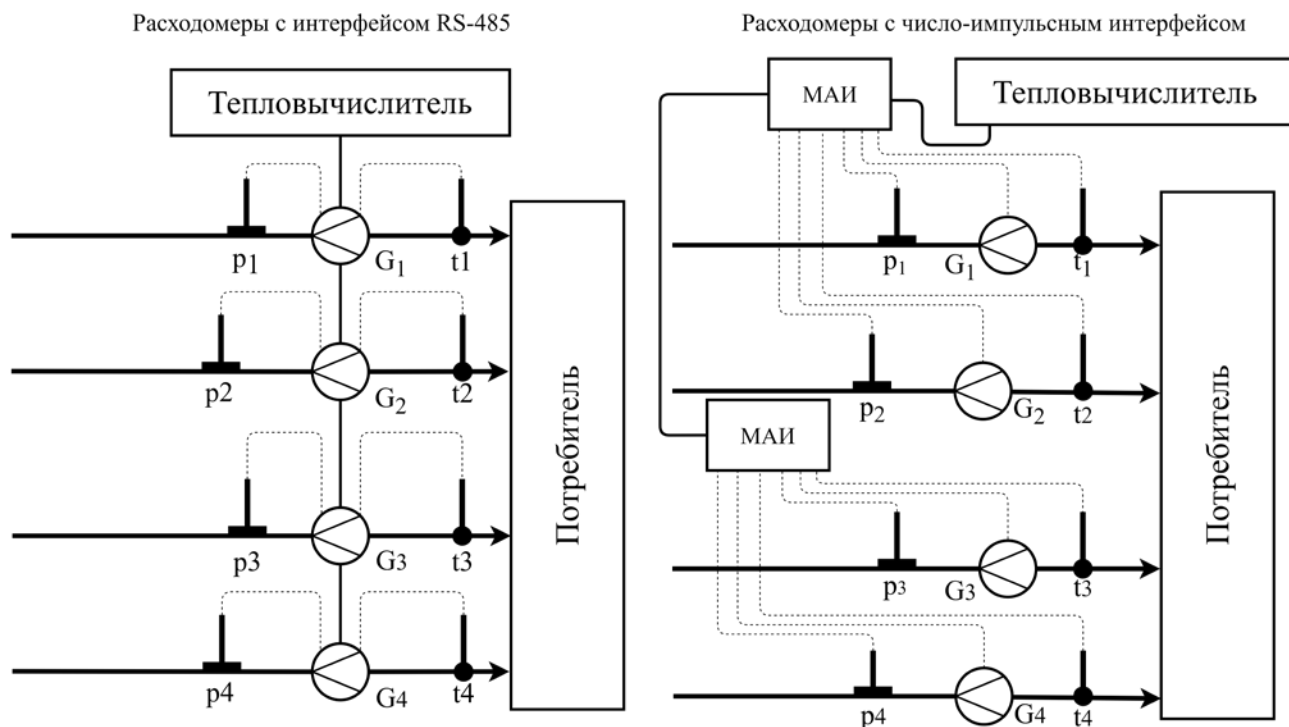 Расходомеры с интерфейсом RS-485
Тепловычислитель
p1
G1
t1
p2
G2
t2
p3
G3
t3
p4
G4
t4
Потребитель
Расходомеры с число-импульсным интерфейсом
МАИ
Тепловычислитель
p1
G1
t1
p2
G2
t2
МАИ
p3
G3
t3
p4
G4
t4
Потребитель